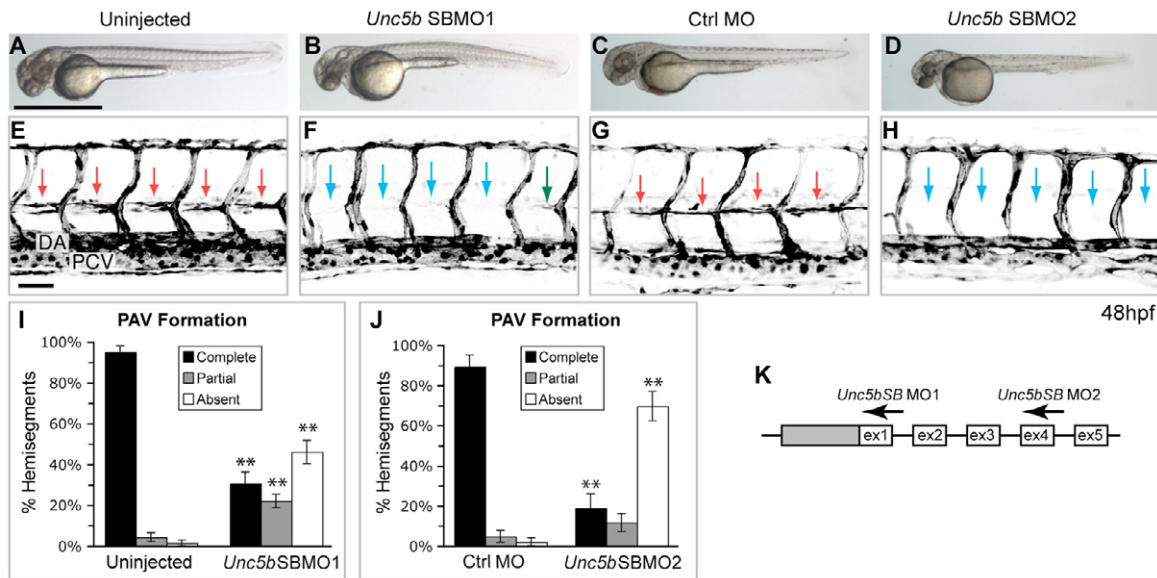 Uninjected
Unc5b SBMO1
Ctrl MO
Unc5b SBMO2
A
B
C
D
E
F
G
H
DA
PCV
48hpf
I
PAV Formation
100%
80%
60%
40%
20%
0%
% Hemisegments
Complete
Partial
Absent
**
**
**
Uninjected
Unc5bSBMO1
J
PAV Formation
100%
80%
60%
40%
20%
0%
% Hemisegments
Complete
Partial
Absent
**
**
Ctrl MO
Unc5bSBMO2
K
Unc5bSB MO1
Unc5bSB MO2
ex1 ex2 ex3 ex4 ex5